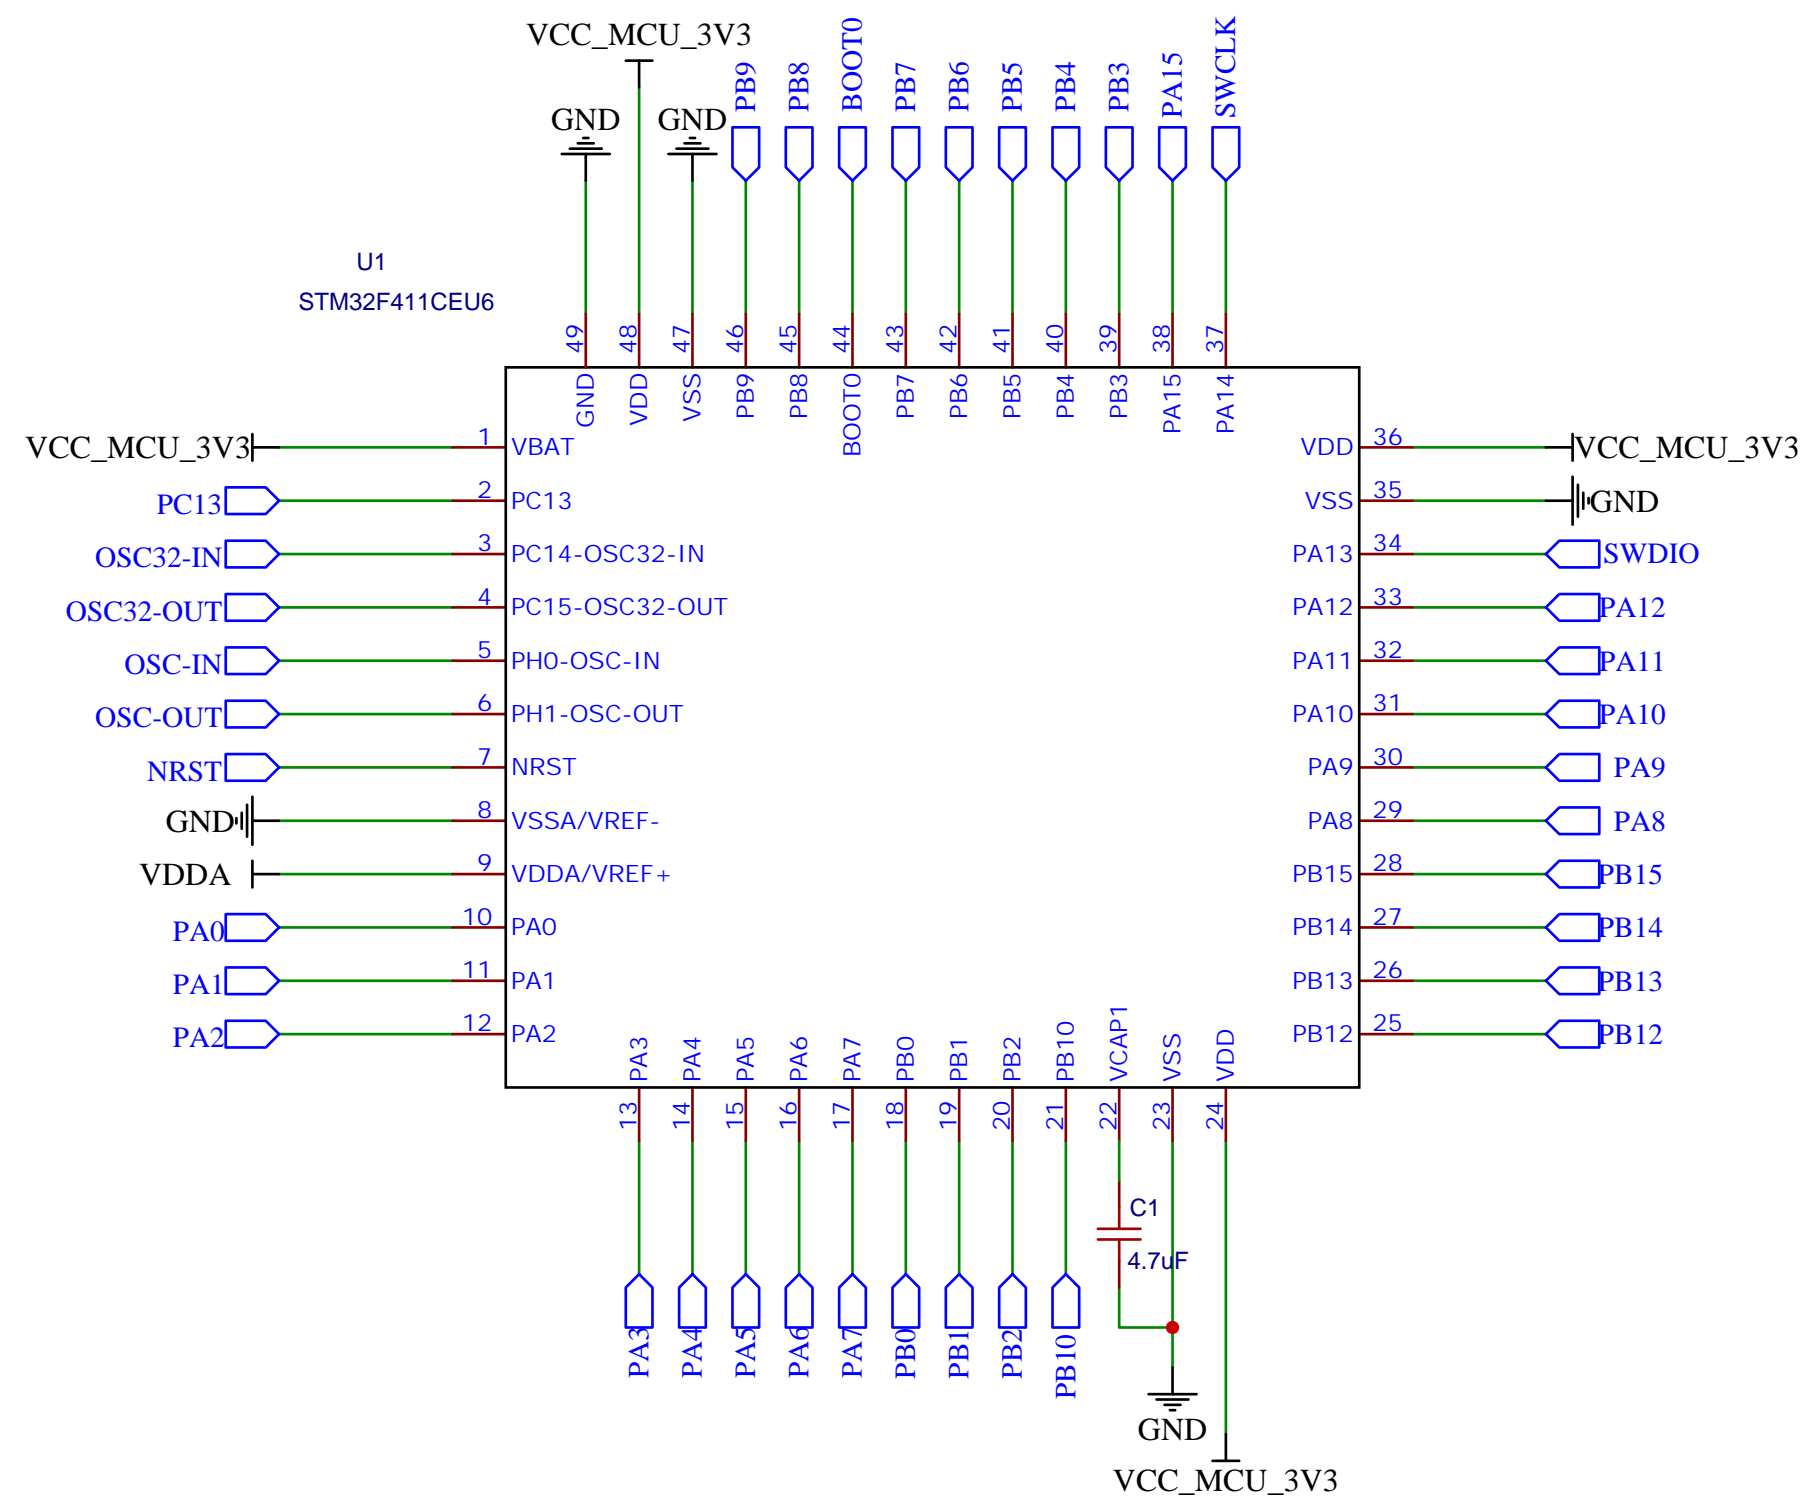 VCC_MCU_3V3
GND
GND
PB9
PB8
BOOT0
PB7
PB6
PB5
PB4
PB3
PA15
SWCLK
U1
STM32F411CEU6
49
48
47
46
45
44
43
42
41
40
39
38
37
GND
VDD
VSS
PB9
PB8
BOOT0
PB7
PB6
PB5
PB4
PB3
PA15
PA14
VCC_MCU_3V3 1 VBAT
PC13 2 PC13
OSC32-IN 3 PC14-OSC32-IN
OSC32-OUT 4 PC15-OSC32-OUT
OSC-IN 5 PH0-OSC-IN
OSC-OUT 6 PH1-OSC-OUT
NRST 7 NRST
GND 8 VSSA/VREF-
VDDA 9 VDDA/VREF+
PA0 10 PA0
PA1 11 PA1
PA2 12 PA2
VDD 36 VCC_MCU_3V3
VSS 35 GND
PA13 34 SWDIO
PA12 33 PA12
PA11 32 PA11
PA10 31 PA10
PA9 30 PA9
PA8 29 PA8
PB15 28 PB15
PB14 27 PB14
PB13 26 PB13
PB12 25 PB12
PA3
PA4
PA5
PA6
PA7
PB0
PB1
PB2
PB10
VCAP1
VSS
VDD
13
14
15
16
17
18
19
20
21
22
23
24
C1
4.7uF
PA3
PA4
PA5
PA6
PA7
PB0
PB1
PB2
PB10
GND
VCC_MCU_3V3